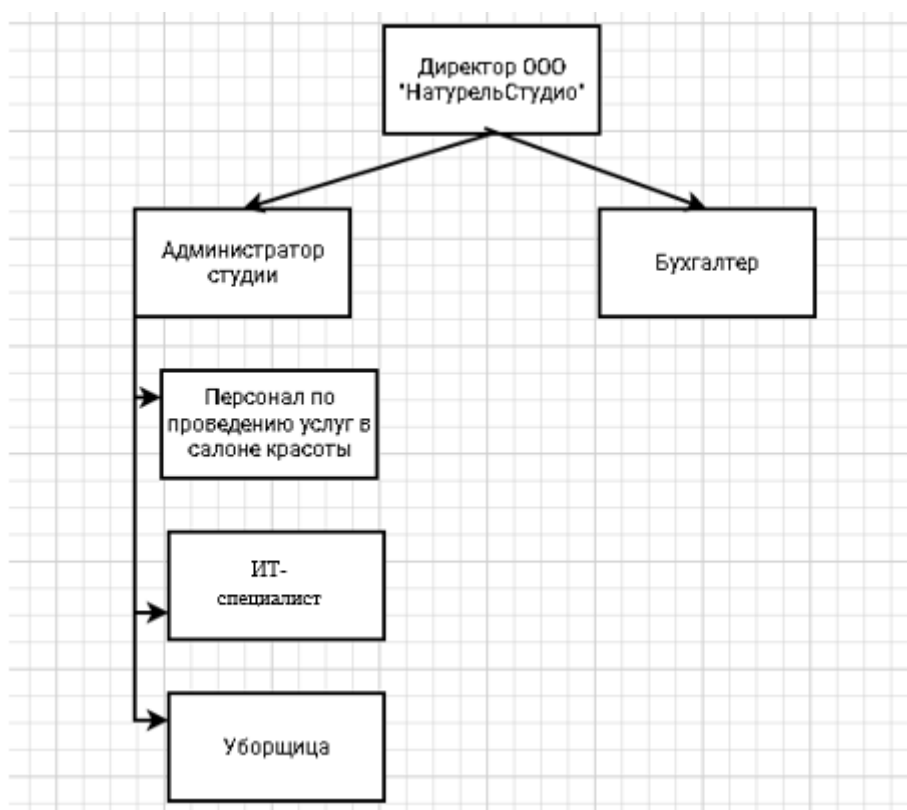 Директор ООО
"НатурельСтудио"
Администратор
студии
Бухгалтер
Персонал по
проведению услуг в
салоне красоты
ИТ-
специалист
Уборщица